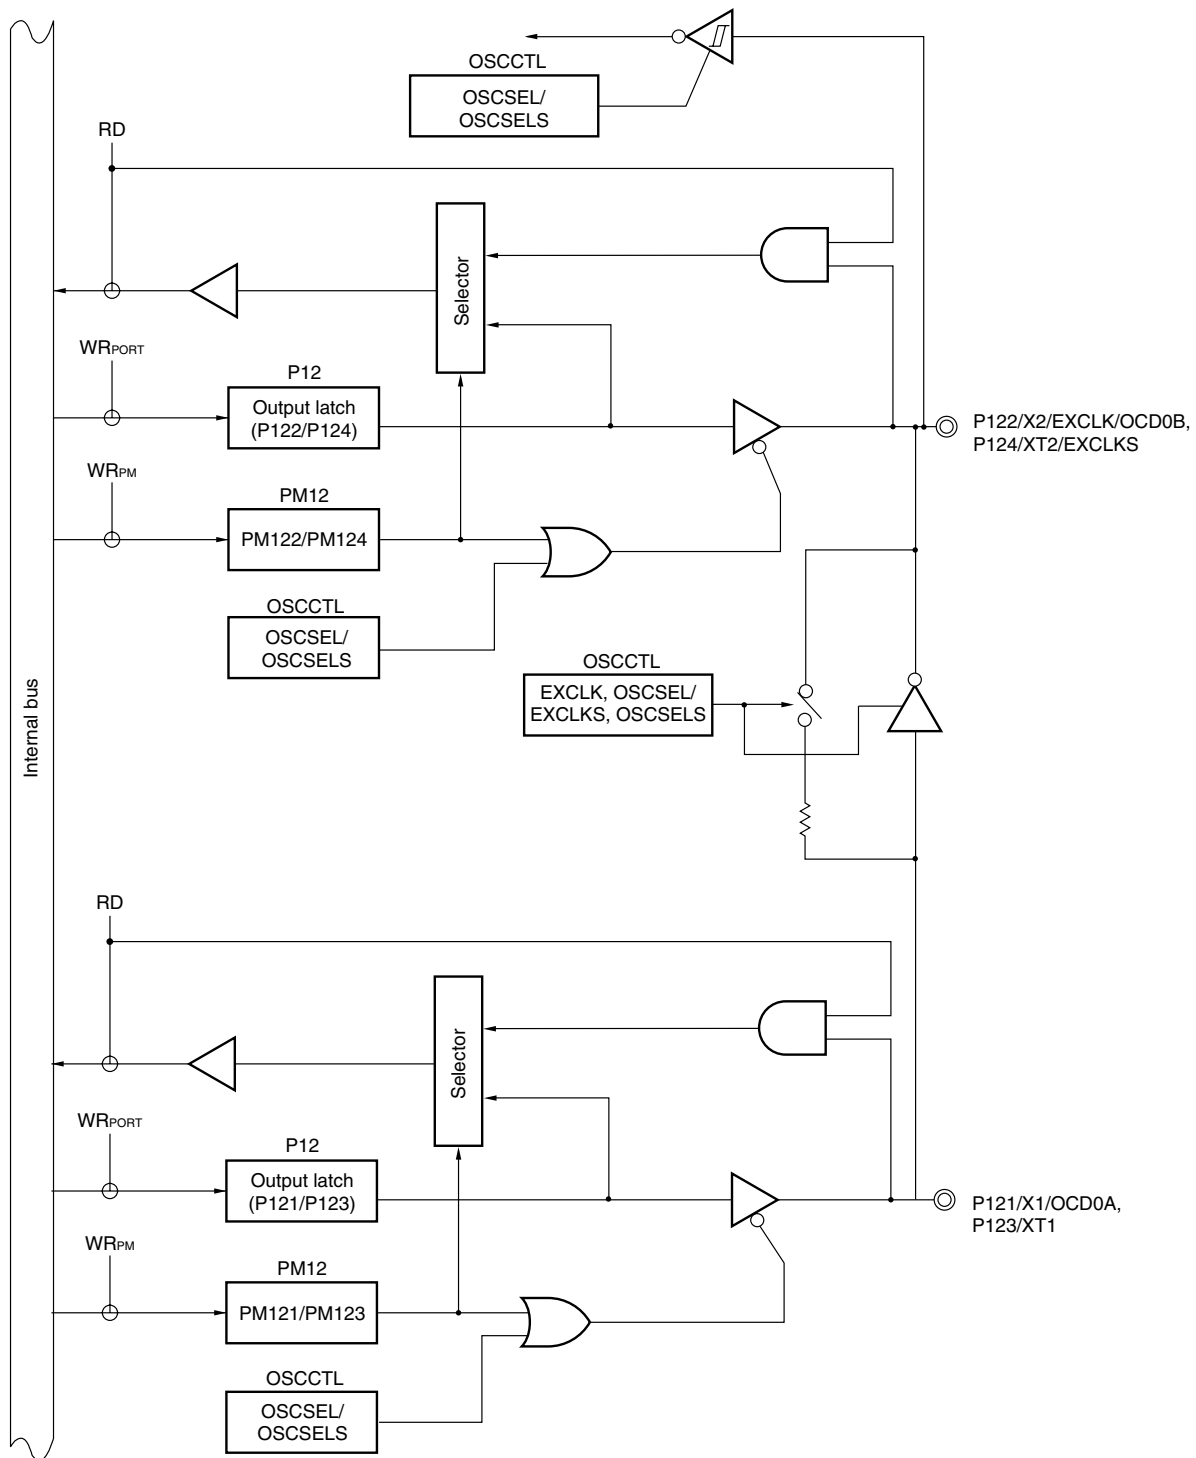 OSCCTL
OSCSEL/
OSCSELS
RD
Selector
WRPORT
P12
Output latch
(P122/P124)
P122/X2/EXCLK/OCD0B,
P124/XT2/EXCLKS
WRPM
PM12
PM122/PM124
OSCCTL
OSCSEL/
OSCSELS
OSCCTL
EXCLK, OSCSEL/
EXCLKS, OSCSELS
Internal bus
RD
Selector
WRPORT
P12
Output latch
(P121/P123)
P121/X1/OCD0A,
P123/XT1
WRPM
PM12
PM121/PM123
OSCCTL
OSCSEL/
OSCSELS